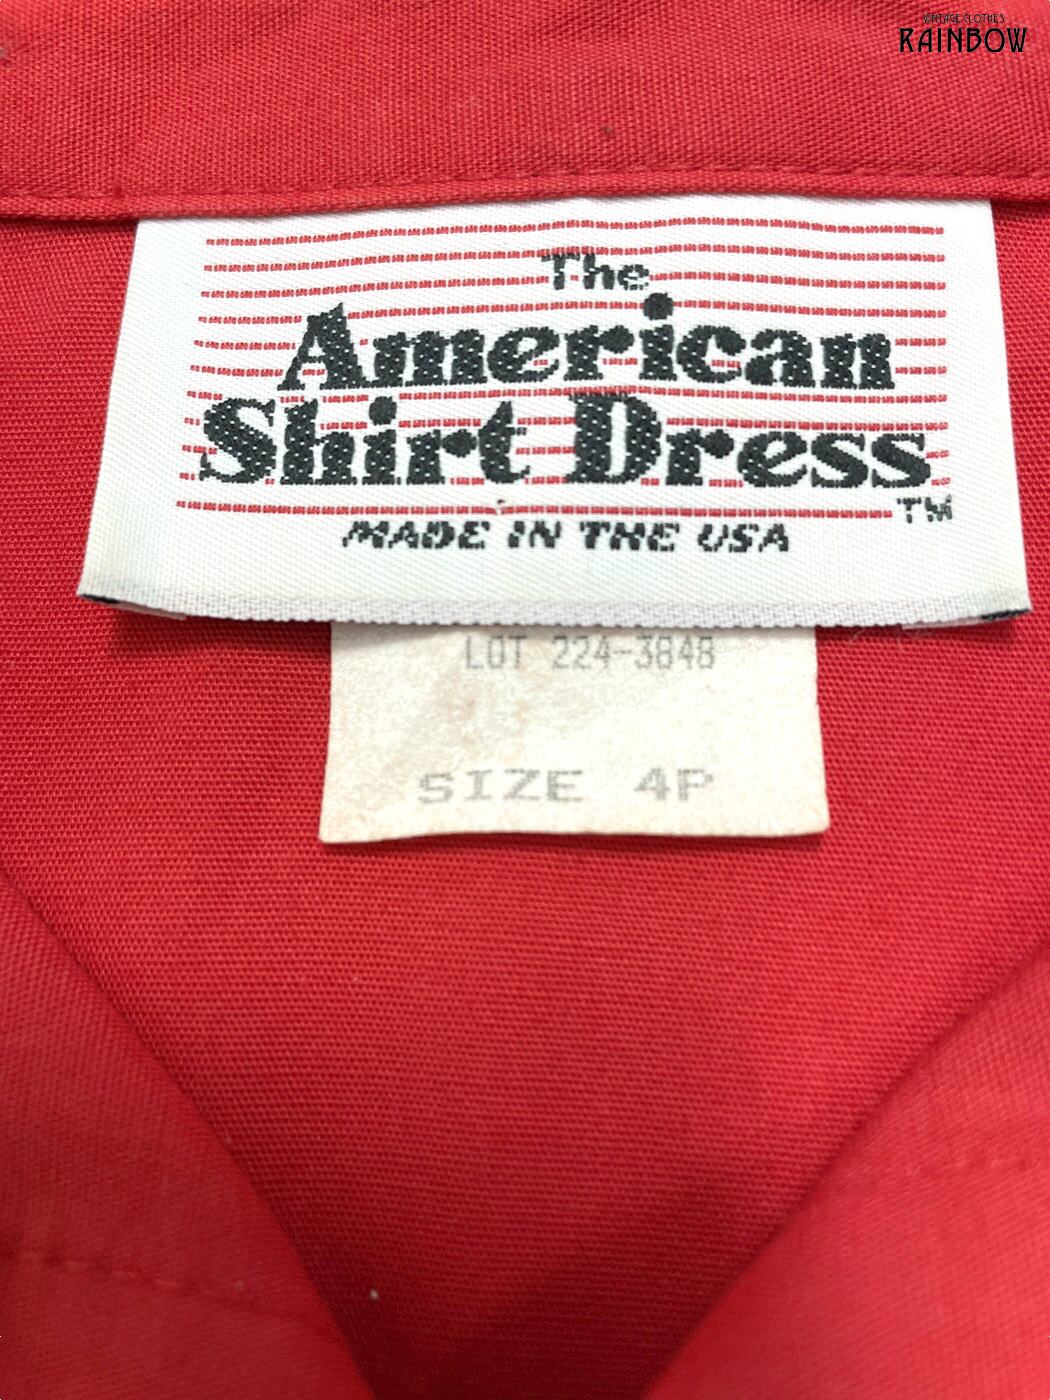 VINTAGE CLOTHES
RAINBOW
The
American
Shirt Dress
TM
MADE IN THE USA
LOT 224-3848
SIZE 4P